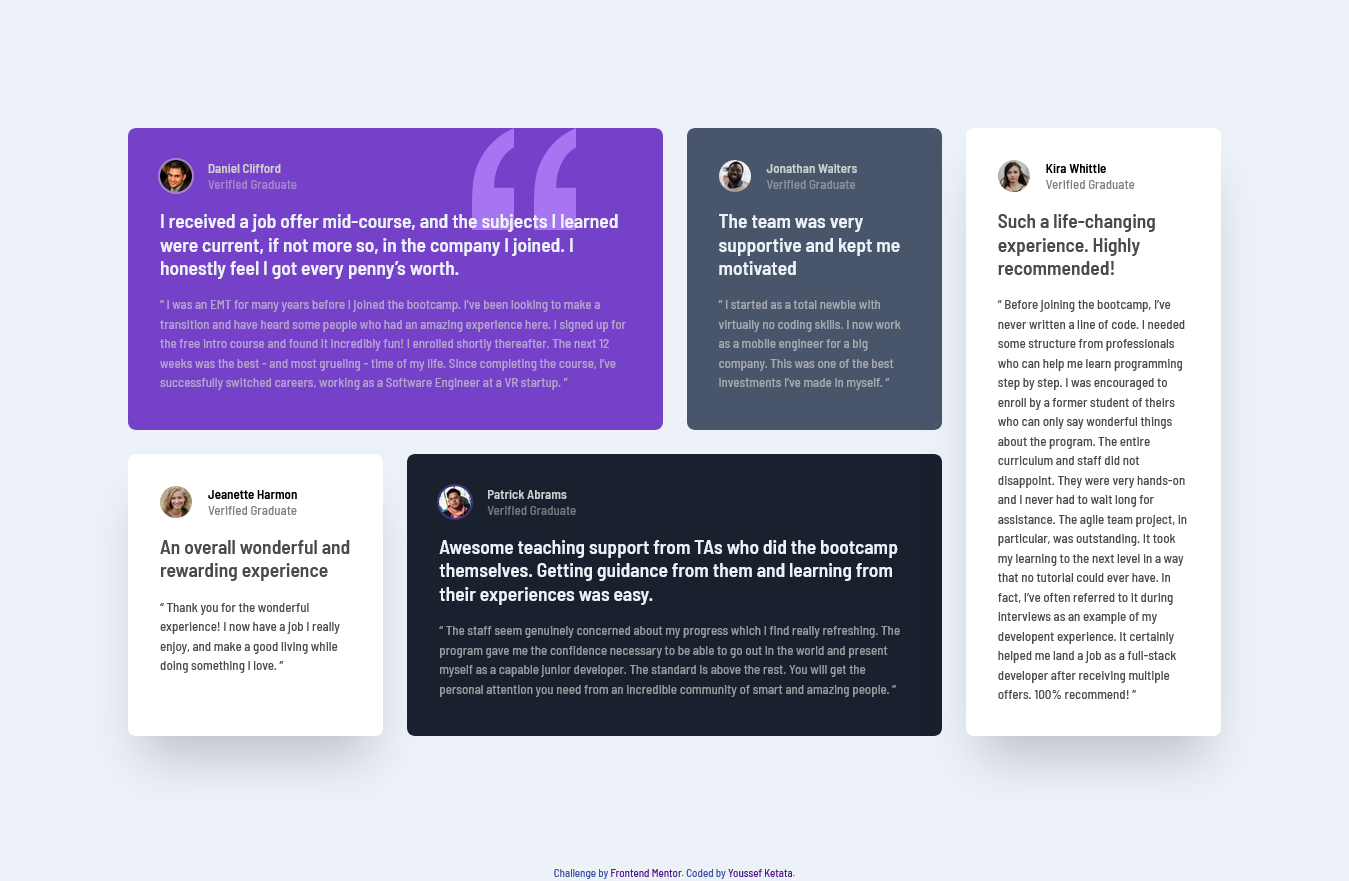 Daniel Clifford
Verified Graduate
I received a job offer mid-course, and the subjects I learned
were current, if not more so, in the company I joined. I
honestly feel I got every penny’s worth.
“ I was an EMT for many years before I joined the bootcamp. I’ve been looking to make a
transition and have heard some people who had an amazing experience here. I signed up for
the free intro course and found it incredibly fun! I enrolled shortly thereafter. The next 12
weeks was the best – and most grueling – time of my life. Since completing the course, I’ve
successfully switched careers, working as a Software Engineer at a VR startup. ”
Jonathan Walters
Verified Graduate
The team was very
supportive and kept me
motivated
“ I started as a total newbie with
virtually no coding skills. I now work
as a mobile engineer for a big
company. This was one of the best
investments I’ve made in myself. ”
Kira Whittle
Verified Graduate
Such a life-changing
experience. Highly
recommended!
“ Before joining the bootcamp, I’ve
never written a line of code. I needed
some structure from professionals
who can help me learn programming
step by step. I was encouraged to
enroll by a former student of theirs
who can only say wonderful things
about the program. The entire
curriculum and staff did not
disappoint. They were very hands-on
and I never had to wait long for
assistance. The agile team project, in
particular, was outstanding. It took
my learning to the next level in a way
that no tutorial could ever have. In
fact, I’ve often referred to it during
interviews as an example of my
developent experience. It certainly
helped me land a job as a full-stack
developer after receiving multiple
offers. 100% recommend! ”
Jeanette Harmon
Verified Graduate
An overall wonderful and
rewarding experience
“ Thank you for the wonderful
experience! I now have a job I really
enjoy, and make a good living while
doing something I love. ”
Patrick Abrams
Verified Graduate
Awesome teaching support from TAs who did the bootcamp
themselves. Getting guidance from them and learning from
their experiences was easy.
“ The staff seem genuinely concerned about my progress which I find really refreshing. The
program gave me the confidence necessary to be able to go out in the world and present
myself as a capable junior developer. The standard is above the rest. You will get the
personal attention you need from an incredible community of smart and amazing people. ”
Challenge by Frontend Mentor. Coded by Youssef Ketata.